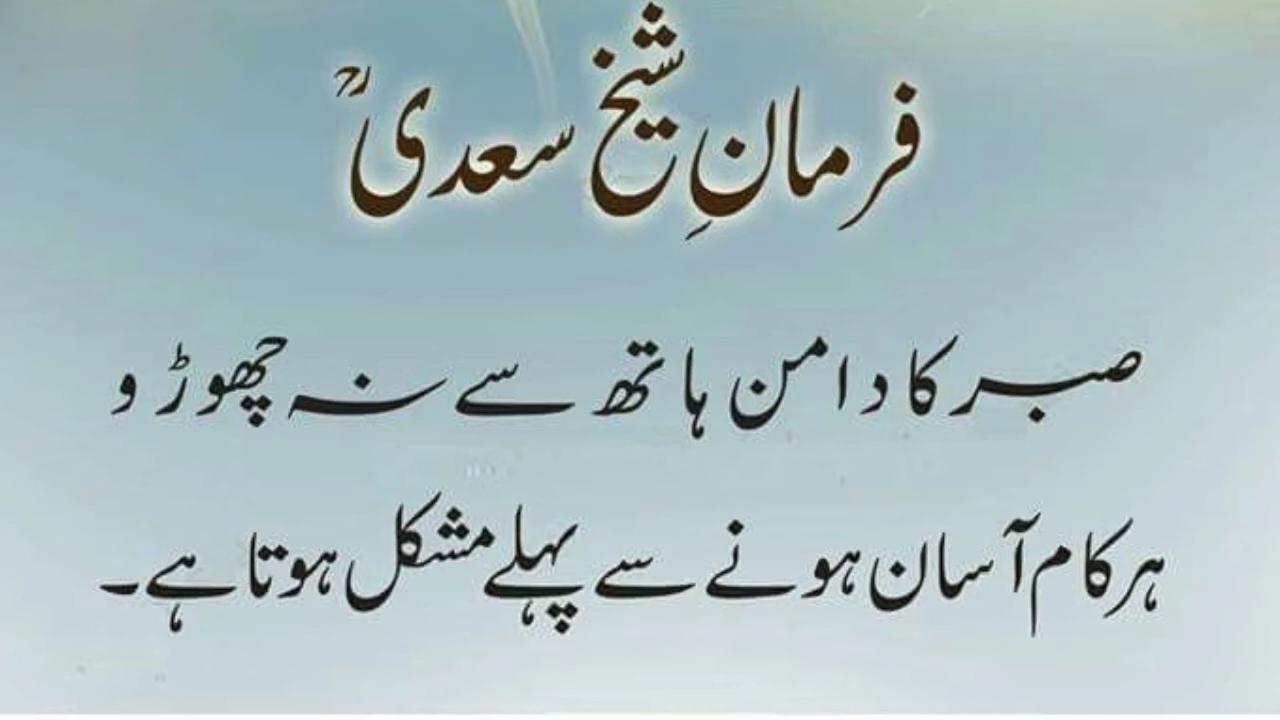 فرمانِ شیخ سعدیؒ
صبر کا دامن ہاتھ سے نہ چھوڑو
ہر کام آسان ہونے سے پہلے مشکل ہوتا ہے۔